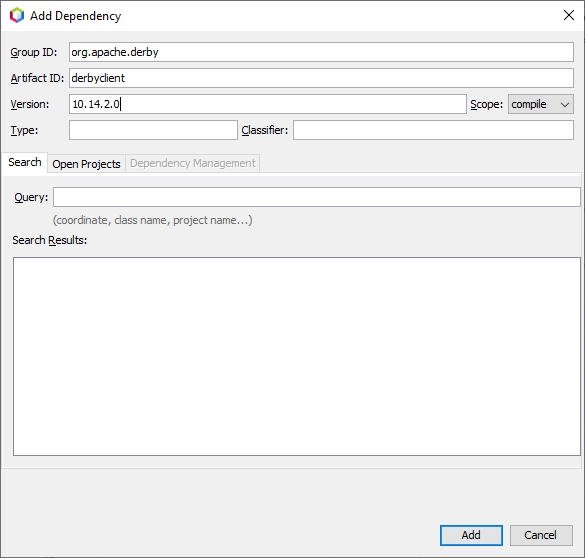 Add Dependency
Group ID: org.apache.derby
Artifact ID: derbyclient
Version: 10.14.2.0 Scope: compile
Type: Classifier:
Search Open Projects Dependency Management
Query:
(coordinate, class name, project name...)
Search Results:
Add Cancel